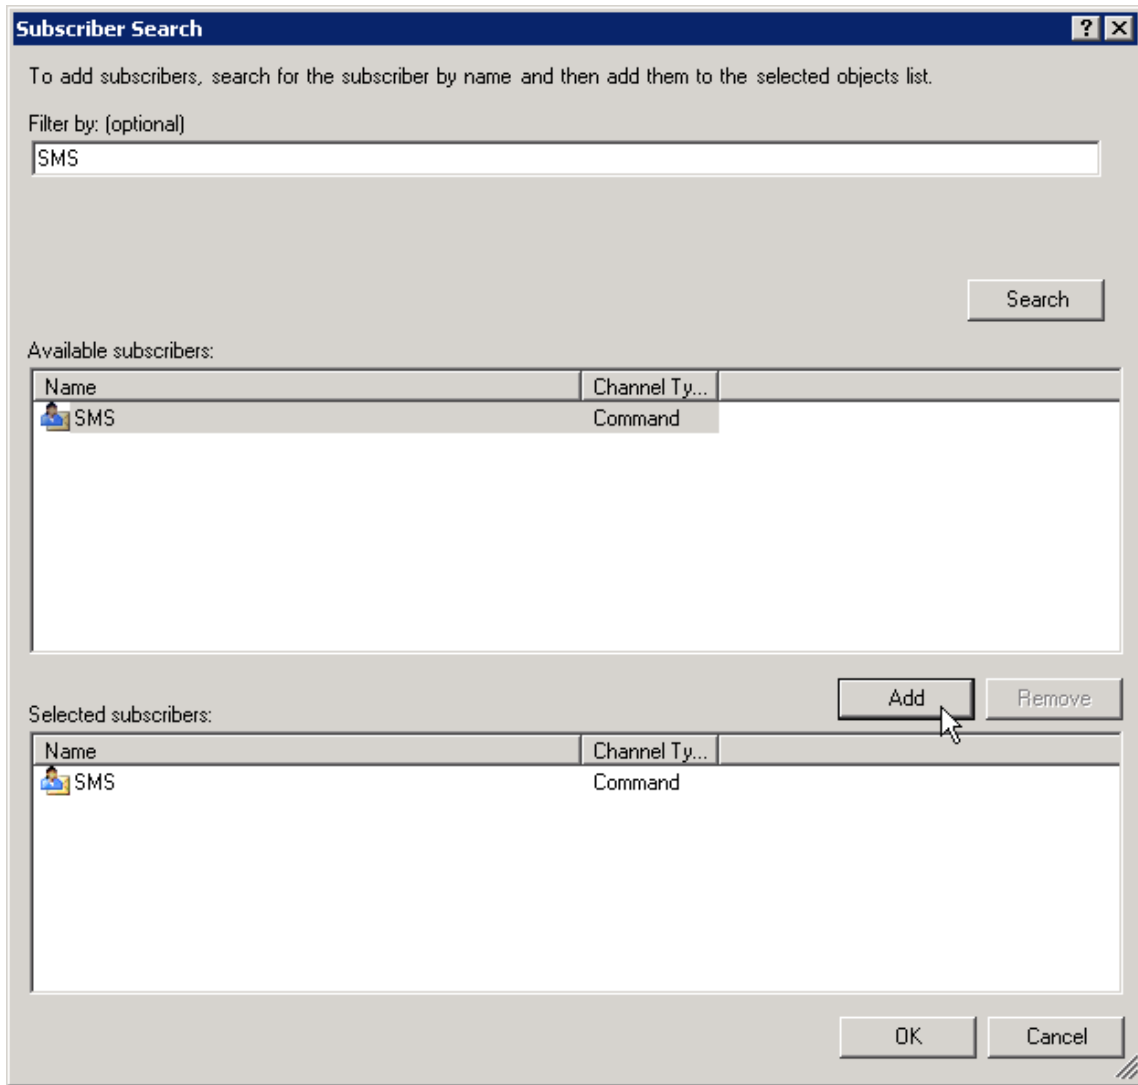 Subscriber Search
To add subscribers, search for the subscriber by name and then add them to the selected objects list.
Filter by: (optional)
SMS
Search
Available subscribers:
Name Channel Ty...
SMS Command
Add Remove
Selected subscribers:
Name Channel Ty...
SMS Command
OK Cancel